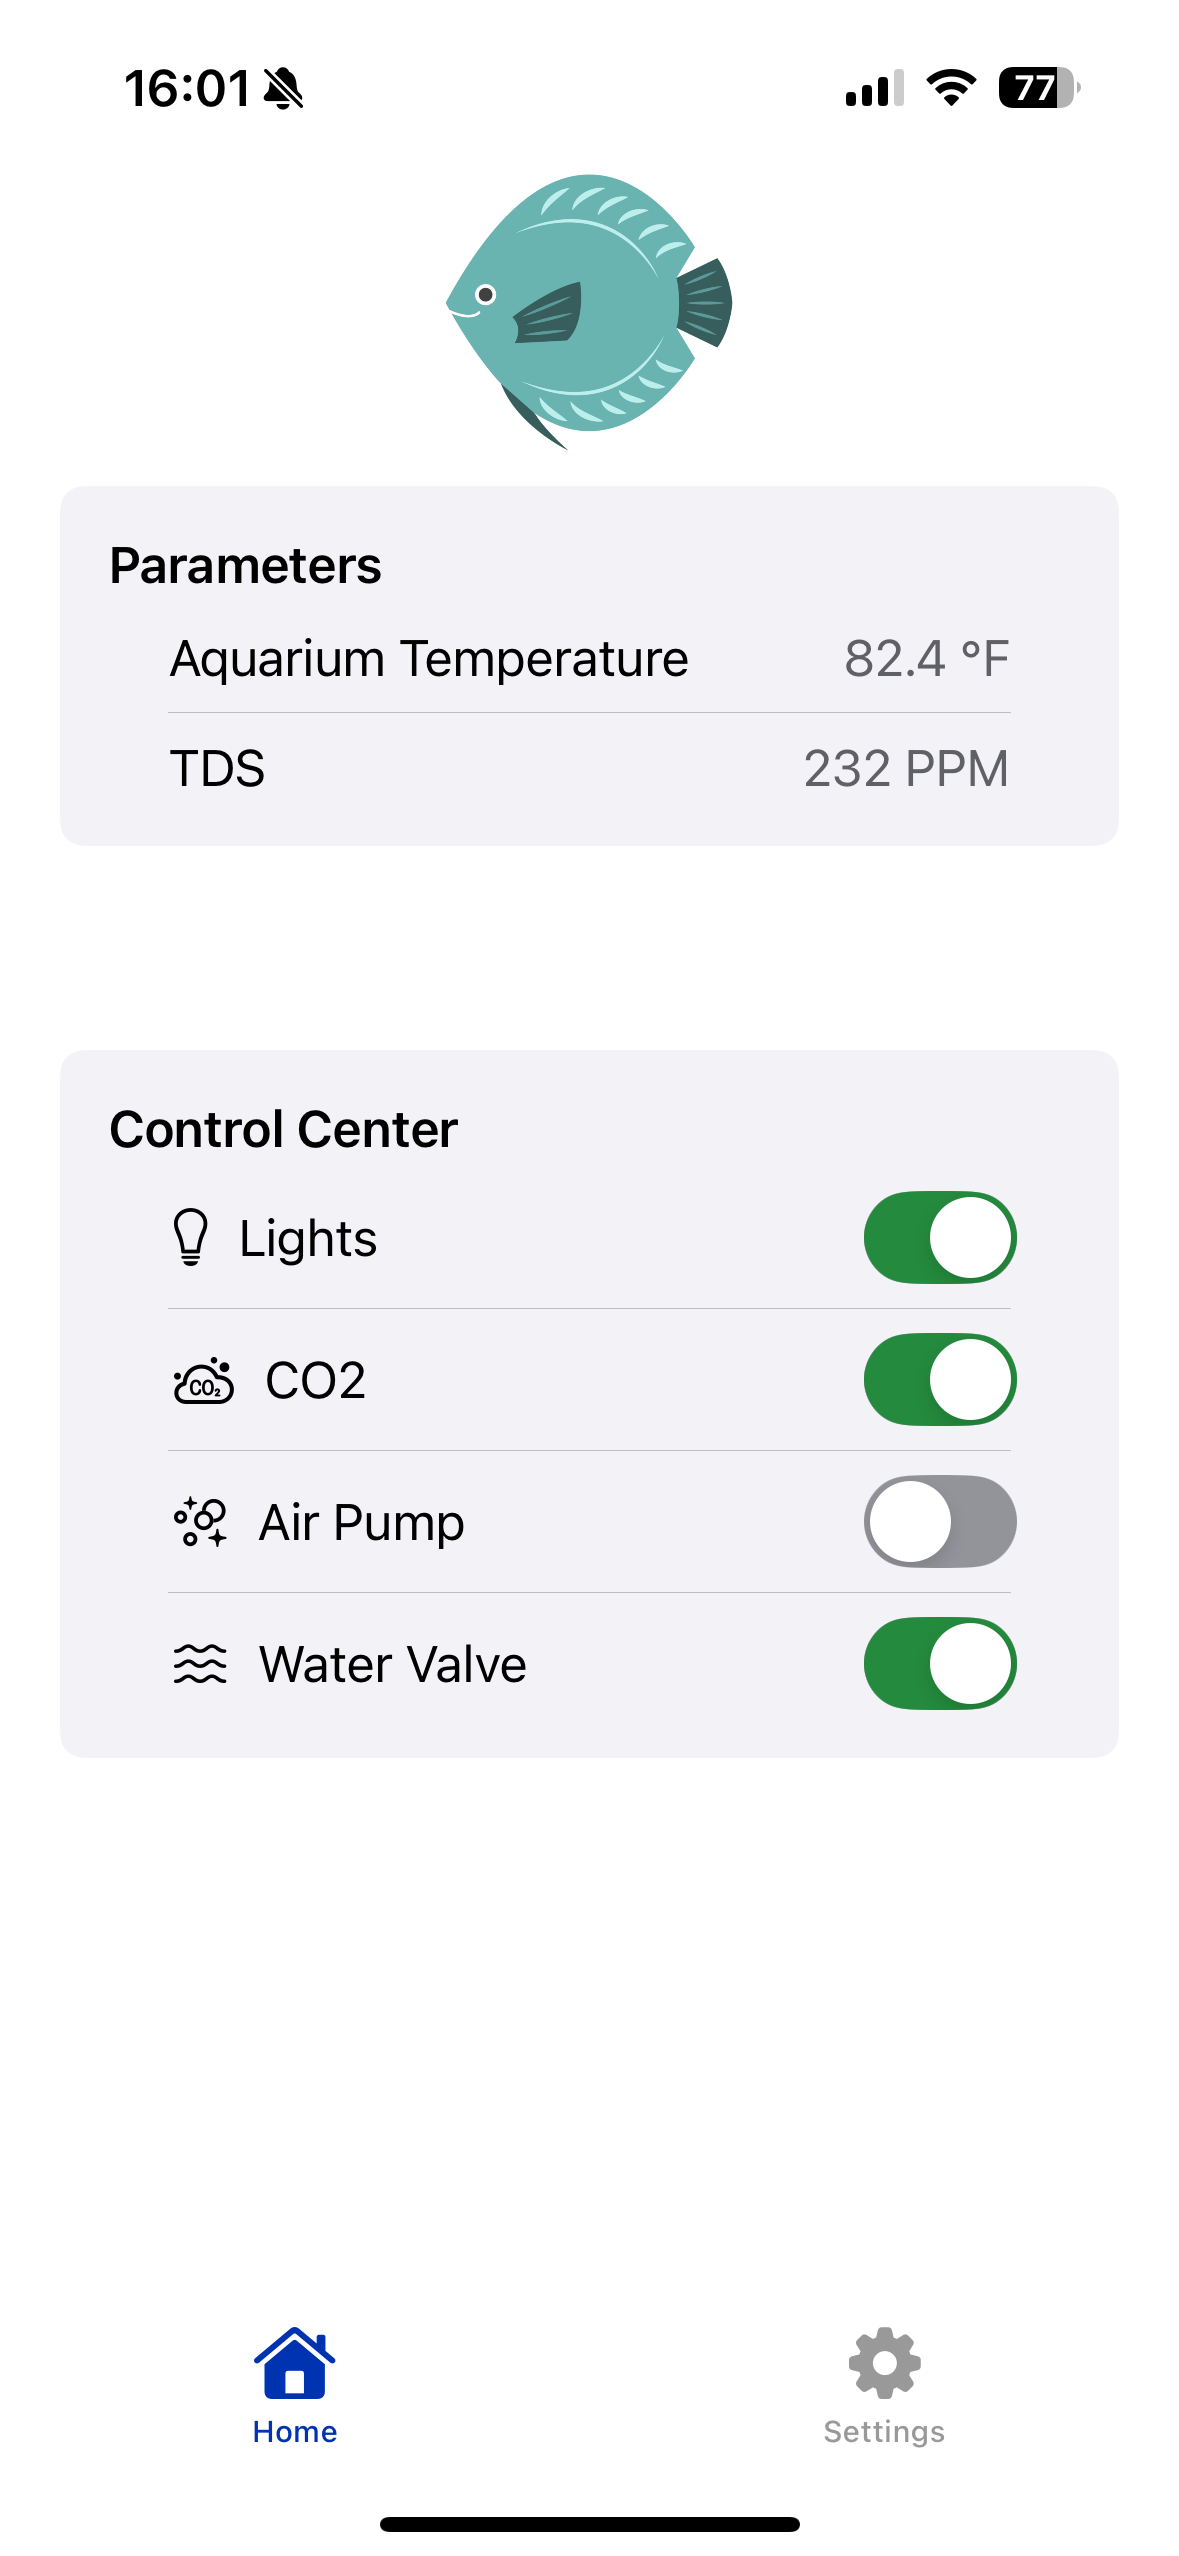 16:01
77
Parameters
Aquarium Temperature 82.4 °F
TDS 232 PPM
Control Center
Lights
CO₂ CO2
Air Pump
Water Valve
Home Settings